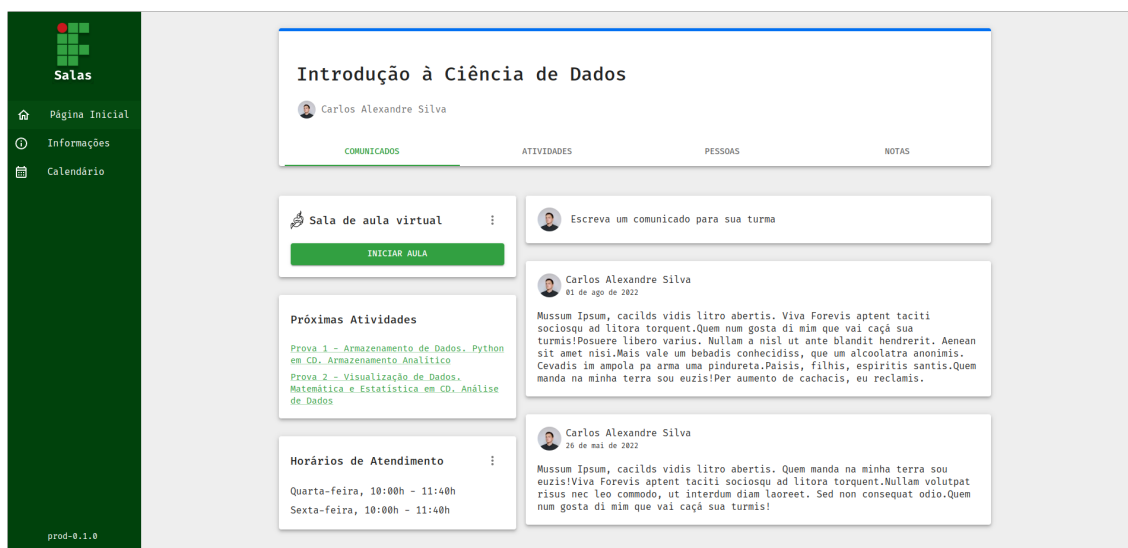 Salas
Página Inicial
Informações
Calendário
prod-0.1.0
Introdução à Ciência de Dados
Carlos Alexandre Silva
COMUNICADOS
ATIVIDADES
PESSOAS
NOTAS
Sala de aula virtual
INICIAR AULA
Próximas Atividades
Prova 1 - Armazenamento de Dados. Python
em CD. Armazenamento Analítico
Prova 2 - Visualização de Dados.
Matemática e Estatística em CD. Análise
de Dados
Horários de Atendimento
Quarta-feira, 10:00h - 11:40h
Sexta-feira, 10:00h - 11:40h
Escreva um comunicado para sua turma
Carlos Alexandre Silva
01 de ago de 2022
Mussum Ipsum, cacilds vidis litro abertis. Viva Forevis aptent taciti
sociosqu ad litora torquent.Quem num gosta di mim que vai caçá sua
turmis!Posuere libero varius. Nullam a nisl ut ante blandit hendrerit. Aenean
sit amet nisi.Mais vale um bebadis conhecidiss, que um alcoolatra anonimis.
Cevadis im ampola pa arma uma pindureta.Paisis, filhis, espiritis santis.Quem
manda na minha terra sou euzis!Per aumento de cachacis, eu reclamis.
Carlos Alexandre Silva
26 de mai de 2022
Mussum Ipsum, cacilds vidis litro abertis. Quem manda na minha terra sou
euzis!Viva Forevis aptent taciti sociosqu ad litora torquent.Nullam volutpat
risus nec leo commodo, ut interdum diam laoreet. Sed non consequat odio.Quem
num gosta di mim que vai caçá sua turmis!